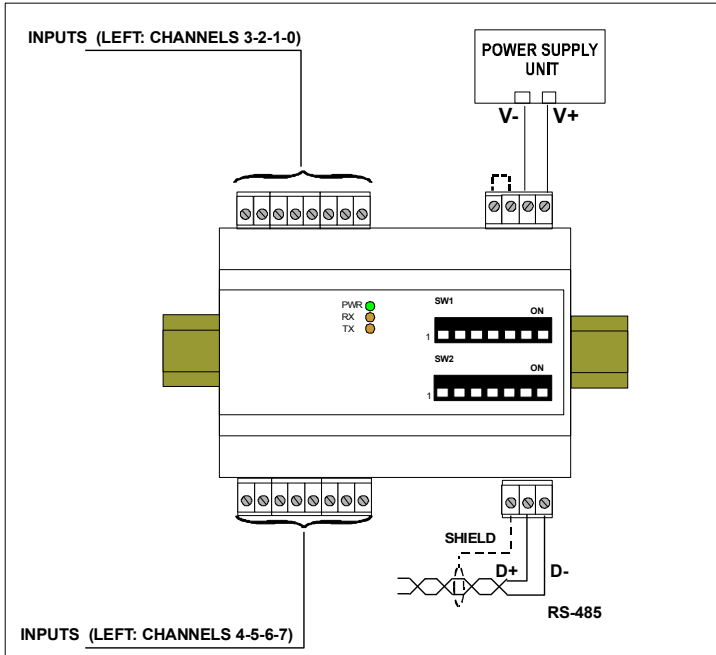 INPUTS (LEFT: CHANNELS 3-2-1-0)
POWER SUPPLY
UNIT
V- V+
PWR
RX
TX
SW1
ON
1
SW2
ON
1
SHIELD
D+ D-
RS-485
INPUTS (LEFT: CHANNELS 4-5-6-7)